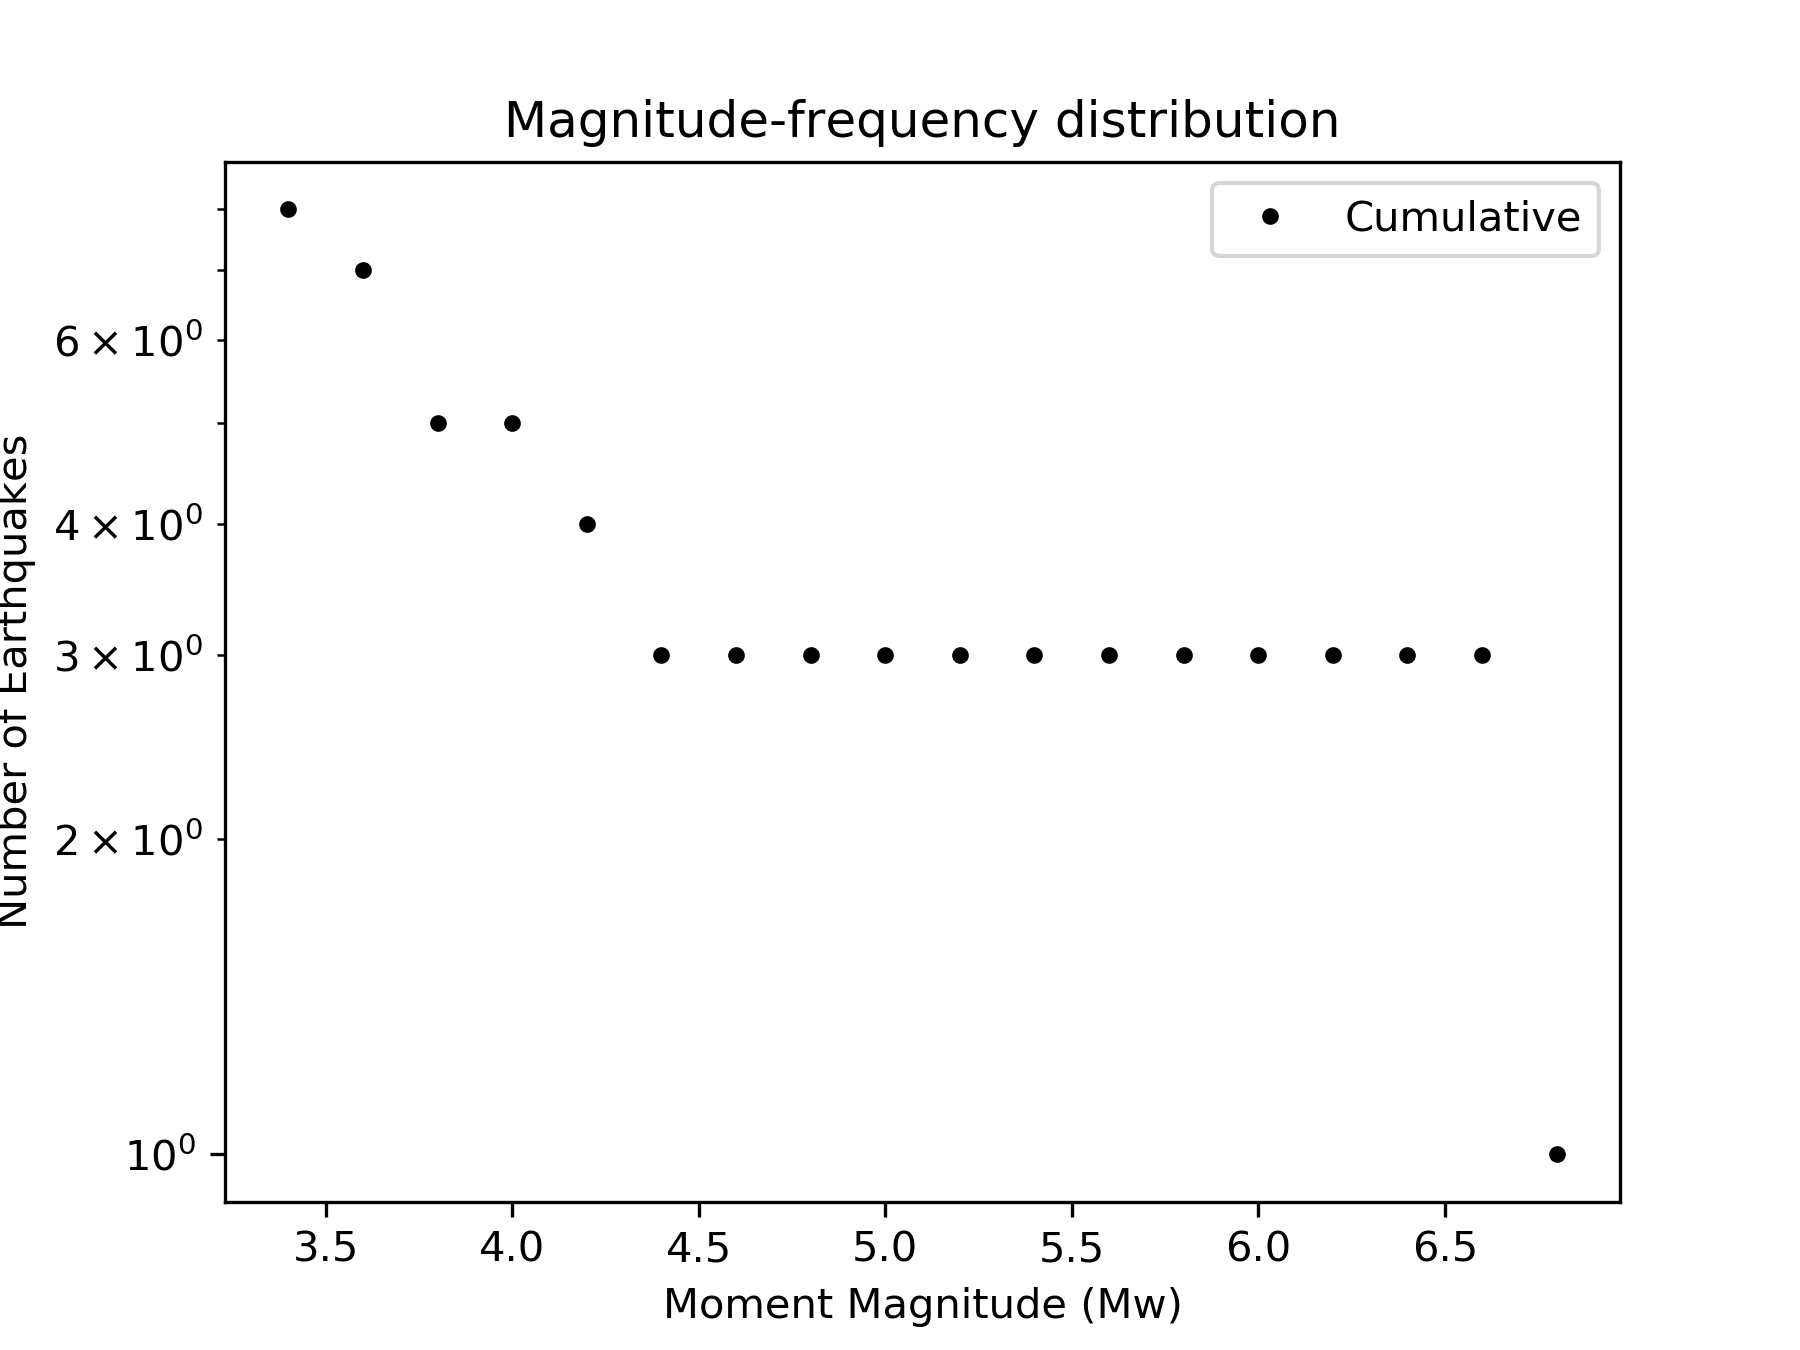 Magnitude-frequency distribution
Cumulative
6 × 10⁰
4 × 10⁰
3 × 10⁰
2 × 10⁰
10⁰
Number of Earthquakes
3.5 4.0 4.5 5.0 5.5 6.0 6.5
Moment Magnitude (Mw)